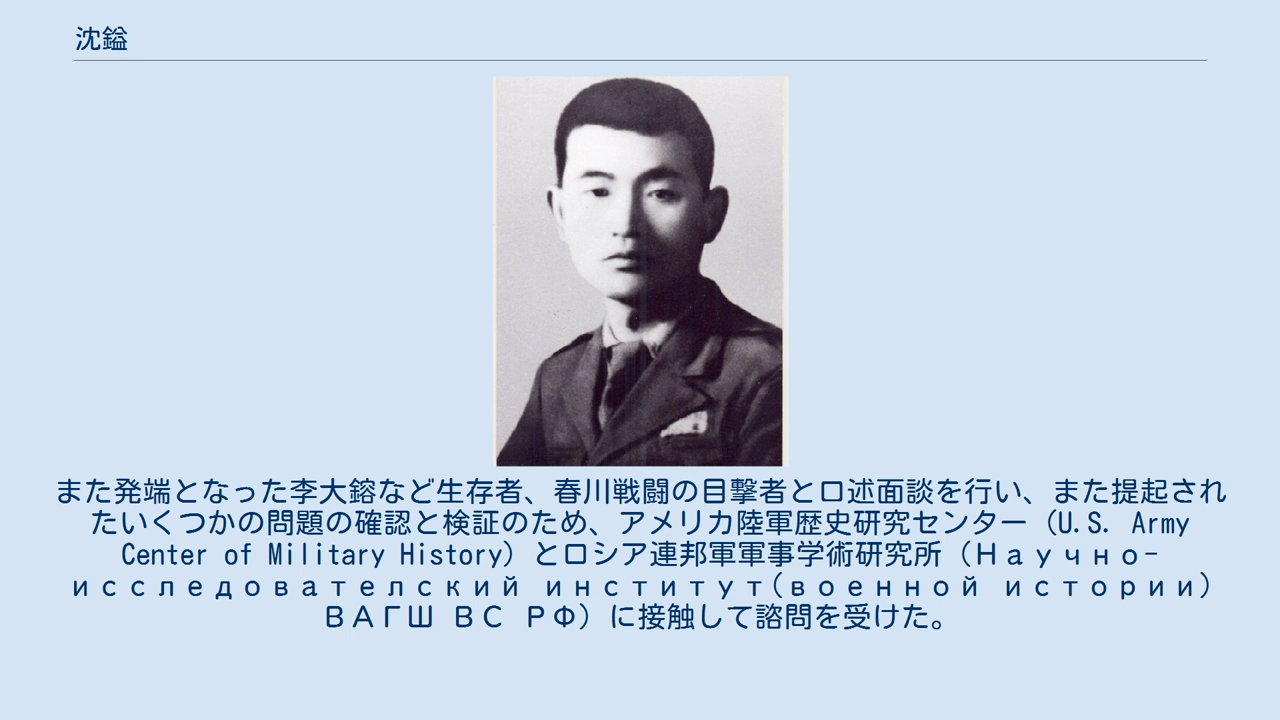 沈鎰
また発端となった李大鎔など生存者、春川戦闘の目撃者と口述面談を行い、また提起され
たいくつかの問題の確認と検証のため、アメリカ陸軍歴史研究センター（U.S. Army
Center of Military History）とロシア連邦軍軍事学術研究所（Научно-
исследователский институт(военной истории)
ВАГШ ВС РФ）に接触して諮問を受けた。